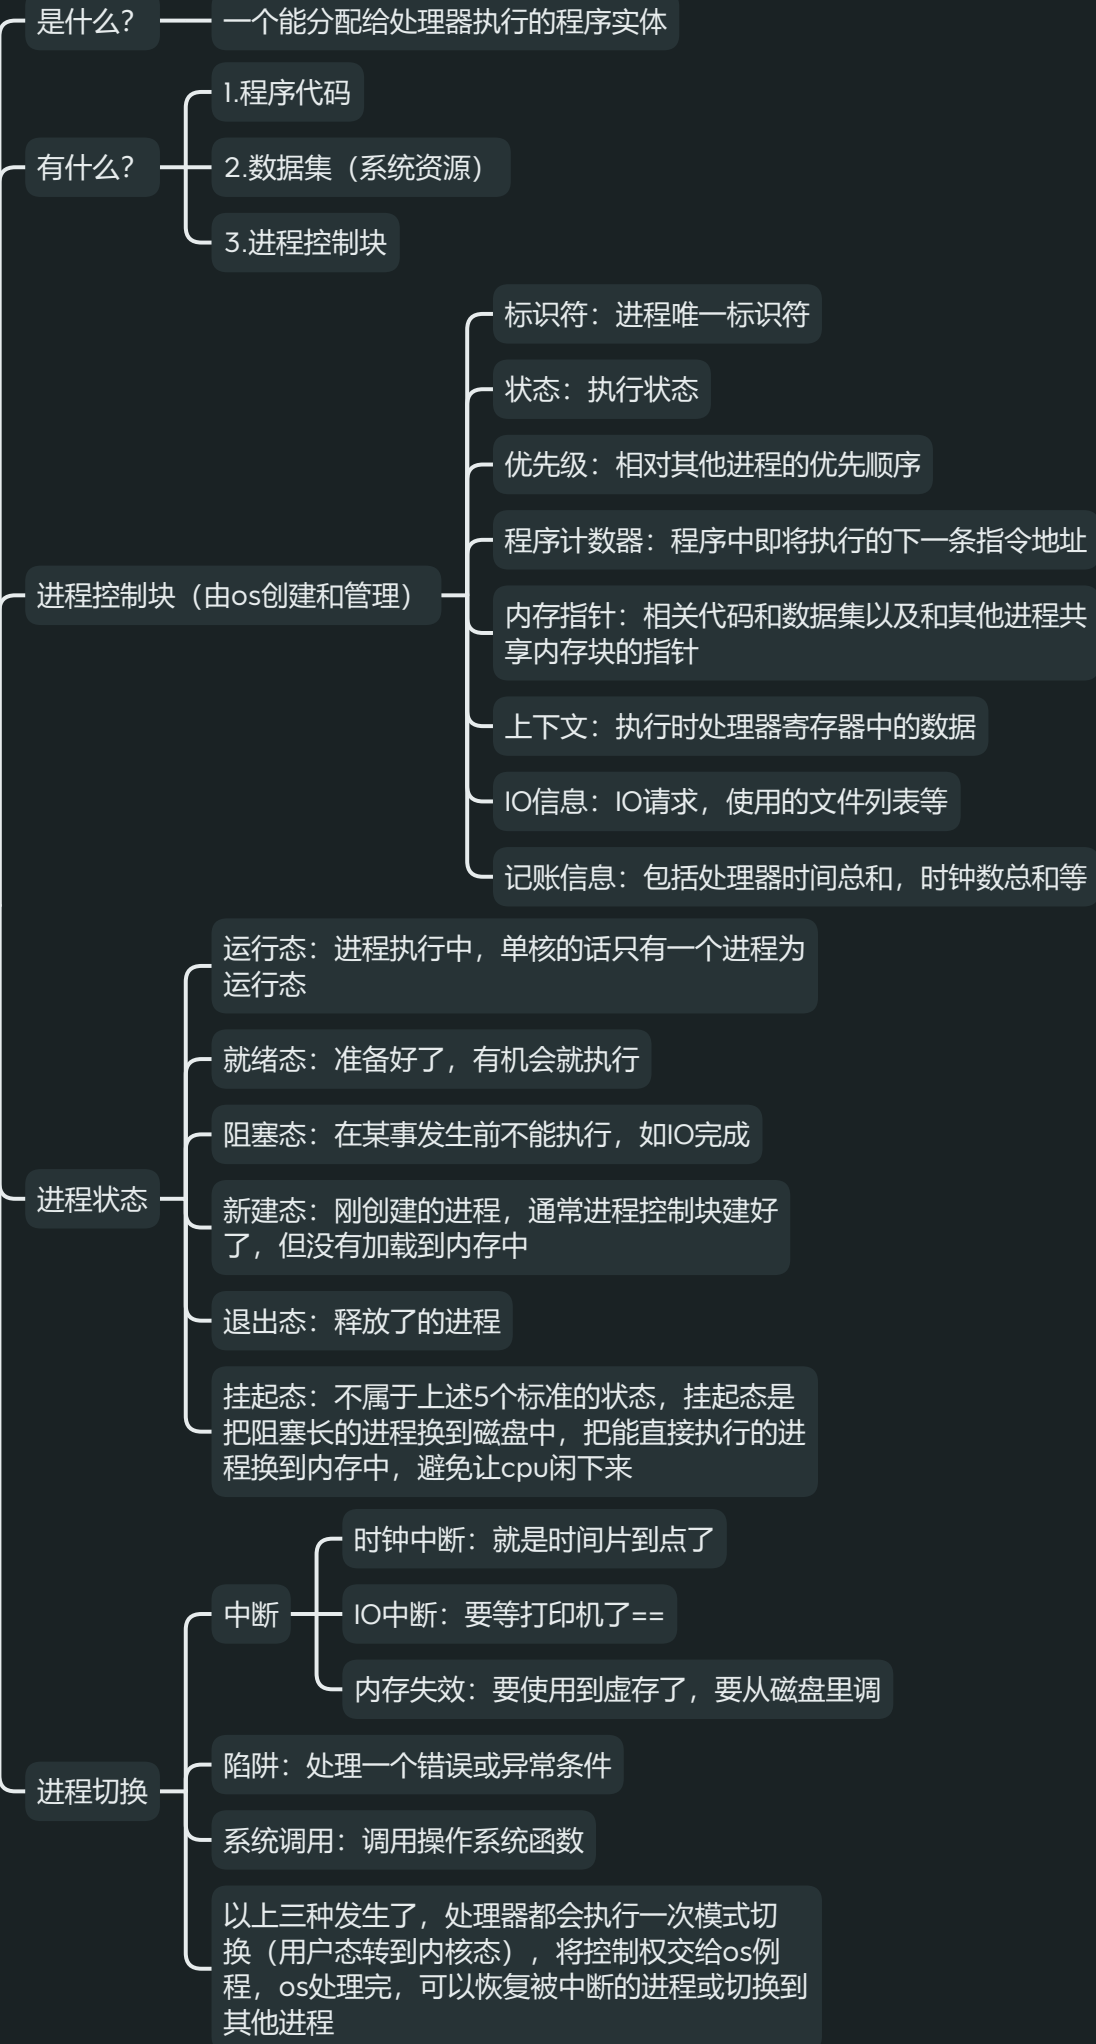 是什么？
一个能分配给处理器执行的程序实体
有什么？
1.程序代码
2.数据集（系统资源）
3.进程控制块
进程控制块（由os创建和管理）
标识符：进程唯一标识符
状态：执行状态
优先级：相对其他进程的优先顺序
程序计数器：程序中即将执行的下一条指令地址
内存指针：相关代码和数据集以及和其他进程共
享内存块的指针
上下文：执行时处理器寄存器中的数据
IO信息：IO请求，使用的文件列表等
记账信息：包括处理器时间总和，时钟数总和等
进程状态
运行态：进程执行中，单核的话只有一个进程为
运行态
就绪态：准备好了，有机会就执行
阻塞态：在某事发生前不能执行，如IO完成
新建态：刚创建的进程，通常进程控制块建好
了，但没有加载到内存中
退出态：释放了的进程
挂起态：不属于上述5个标准的状态，挂起态是
把阻塞长的进程换到磁盘中，把能直接执行的进
程换到内存中，避免让cpu闲下来
进程切换
中断
时钟中断：就是时间片到点了
IO中断：要等打印机了==
内存失效：要使用到虚存了，要从磁盘里调
陷阱：处理一个错误或异常条件
系统调用：调用操作系统函数
以上三种发生了，处理器都会执行一次模式切
换（用户态转到内核态），将控制权交给os例
程，os处理完，可以恢复被中断的进程或切换到
其他进程